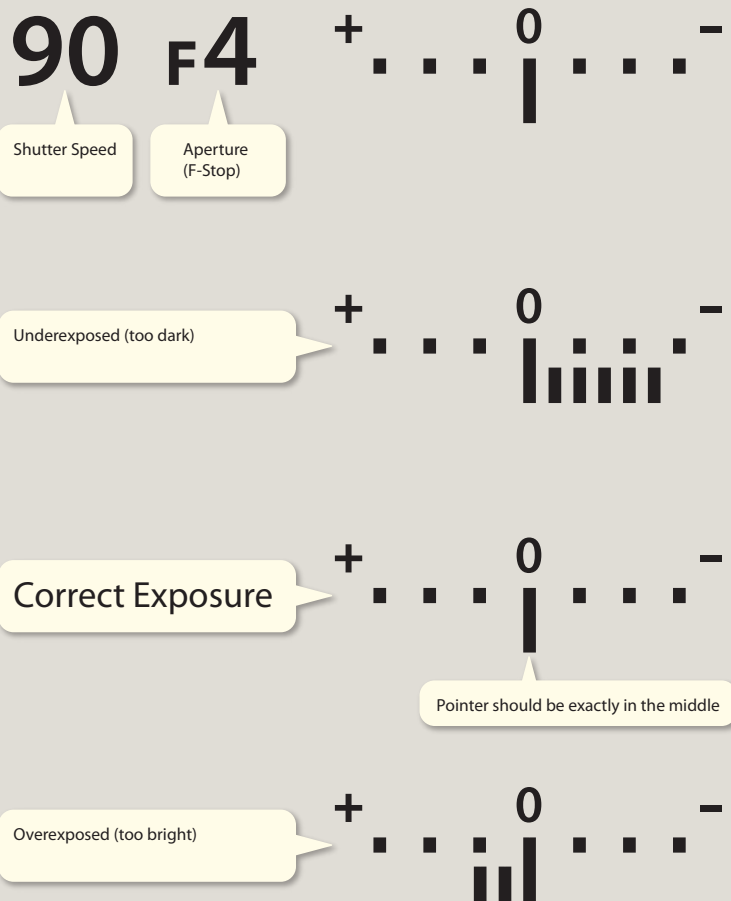 90 F4
+ 0 −
Shutter Speed
Aperture
(F-Stop)
+ 0 −
Underexposed (too dark)
+ 0 −
Correct Exposure
Pointer should be exactly in the middle
+ 0 −
Overexposed (too bright)